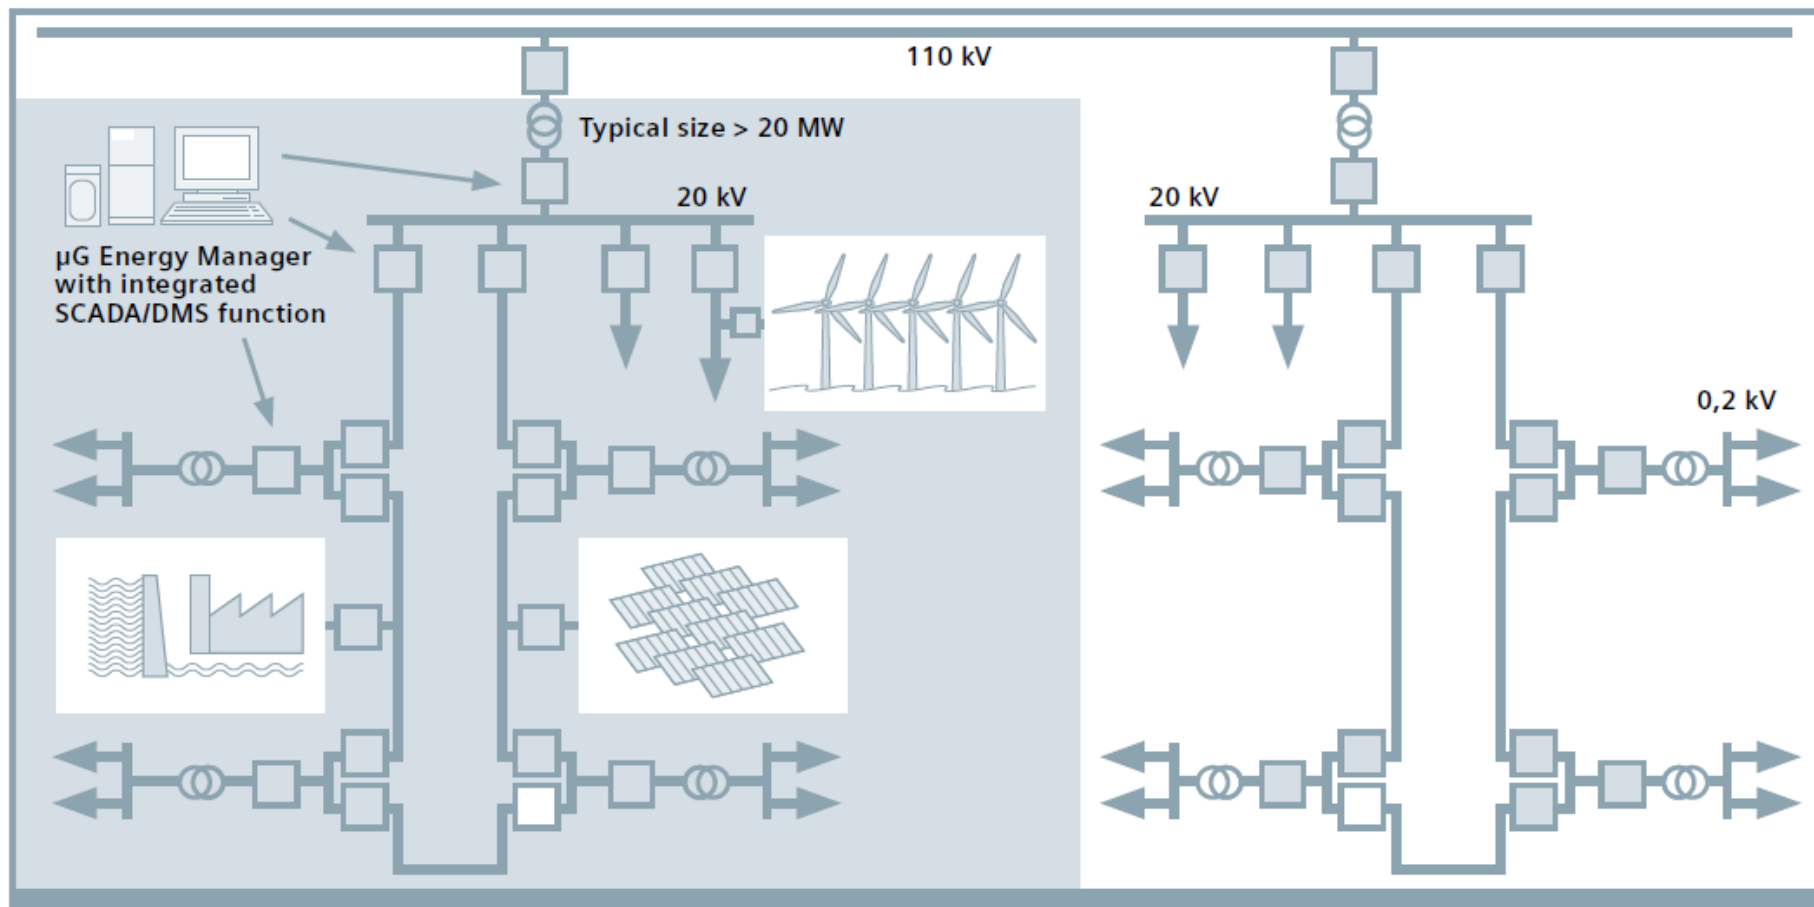 110 kV
Typical size > 20 MW
20 kV
20 kV
µG Energy Manager
with integrated
SCADA/DMS function
0,2 kV